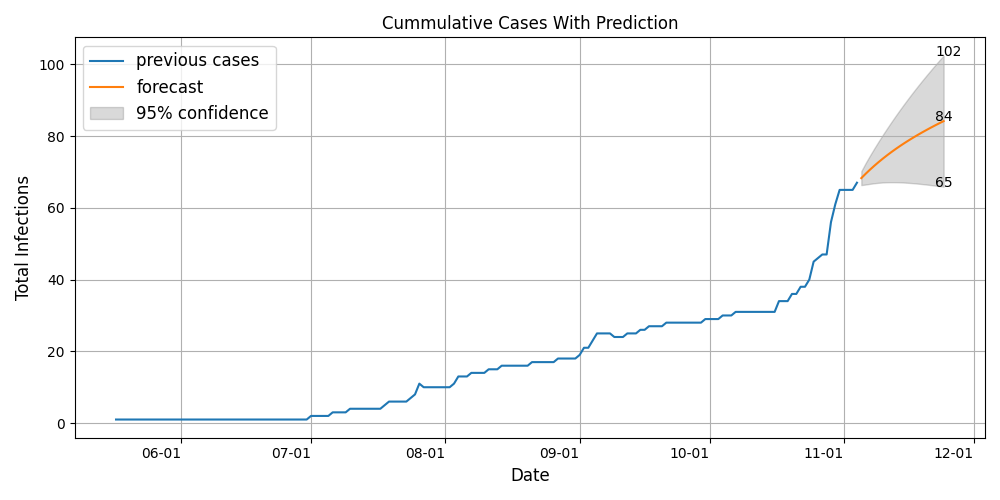 Cummulative Cases With Prediction
previous cases
forecast
95% confidence
102
84
65
100
80
60
40
20
0
Total Infections
06-01
07-01
08-01
09-01
10-01
11-01
12-01
Date